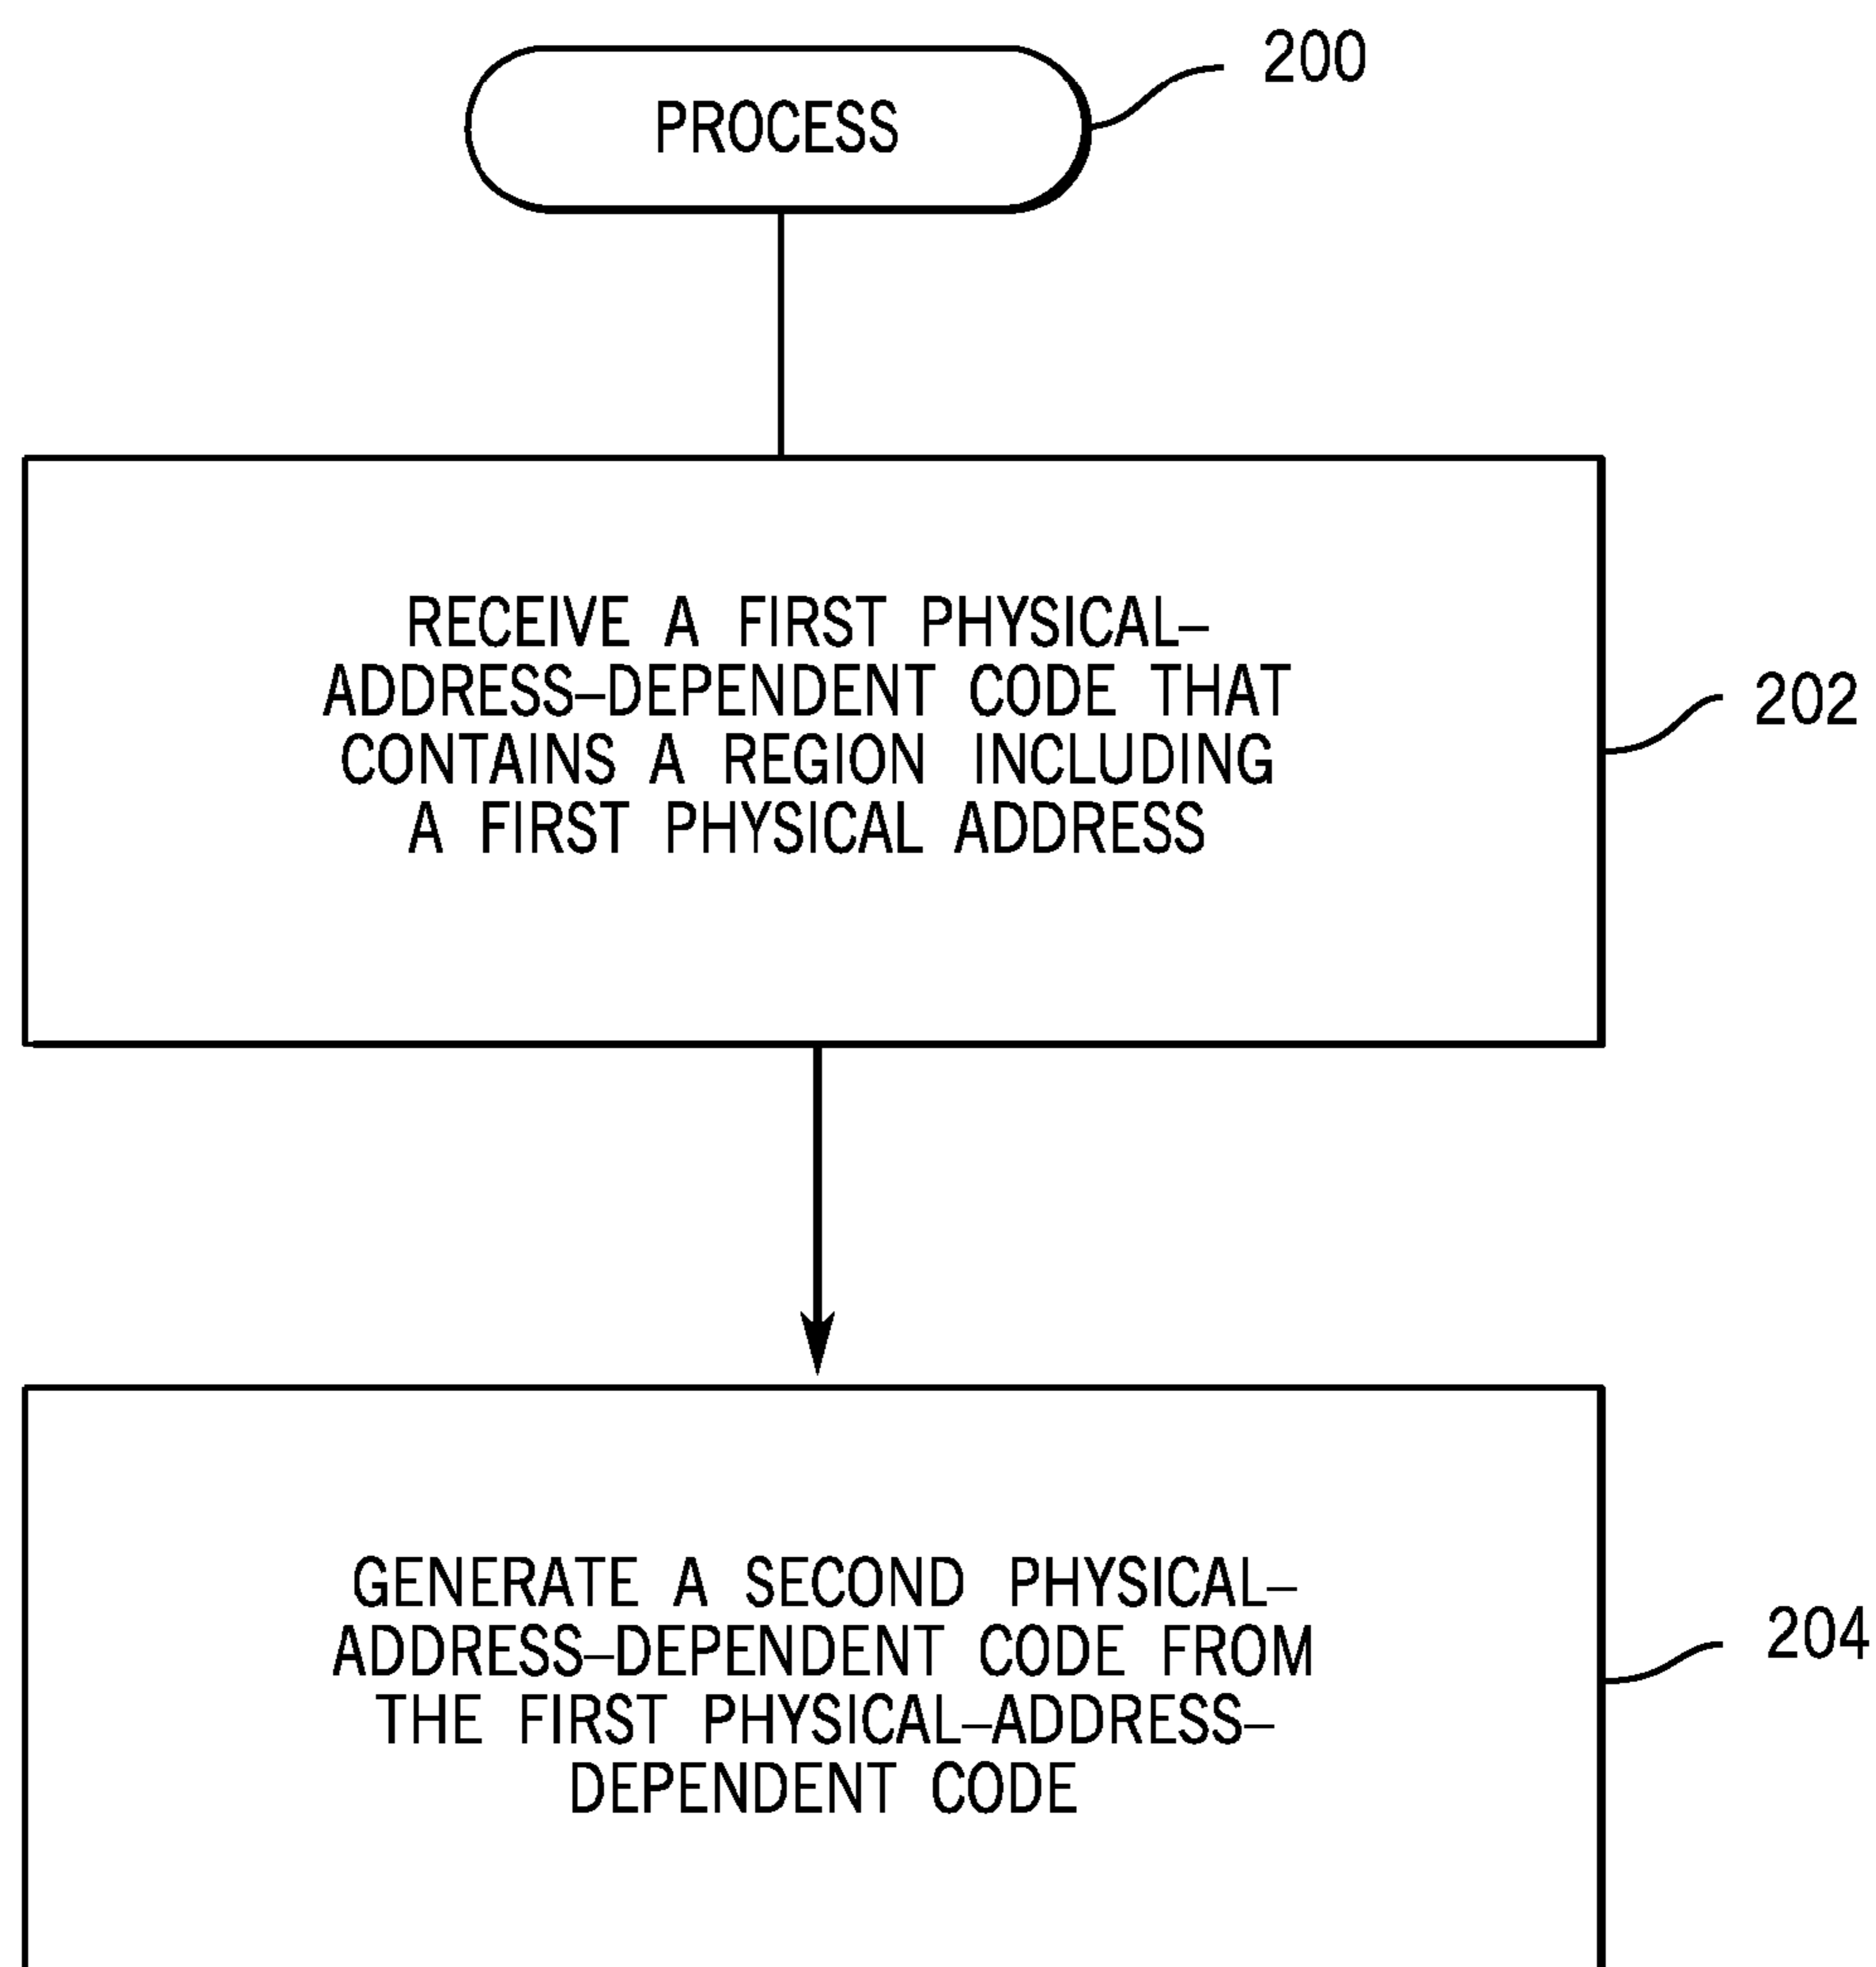 200
PROCESS
RECEIVE A FIRST PHYSICAL–
ADDRESS–DEPENDENT CODE THAT
CONTAINS A REGION INCLUDING
A FIRST PHYSICAL ADDRESS
202
GENERATE A SECOND PHYSICAL–
ADDRESS–DEPENDENT CODE FROM
THE FIRST PHYSICAL–ADDRESS–
DEPENDENT CODE
204